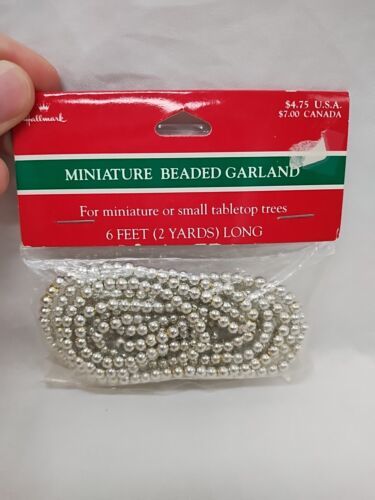 Hallmark
$4.75 U.S.A.
$7.00 CANADA
MINIATURE BEADED GARLAND
For miniature or small tabletop trees
6 FEET (2 YARDS) LONG